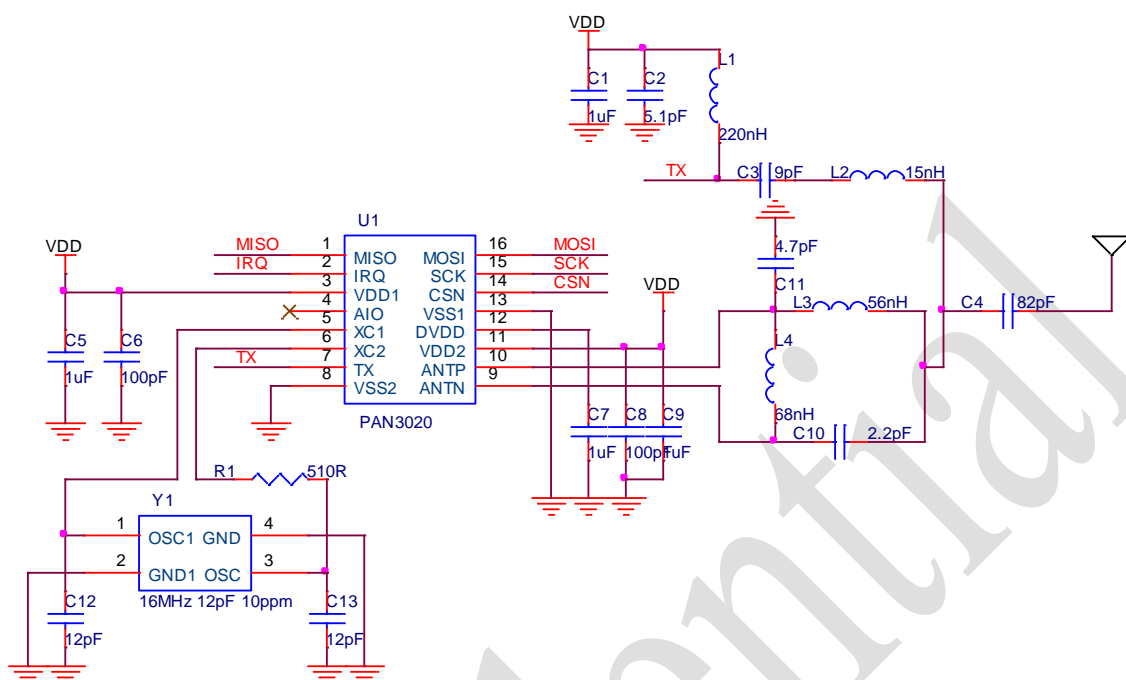 VDD
C1
1uF
C2
5.1pF
L1
220nH
TX
C3
9pF
L2
15nH
4.7pF
C11
L3
56nH
C4
82pF
L4
68nH
C10
2.2pF
U1
MISO
IRQ
TX
1
2
3
4
5
6
7
8
MISO
IRQ
VDD1
AIO
XC1
XC2
TX
VSS2
MOSI
SCK
CSN
VSS1
DVDD
VDD2
ANTP
ANTN
16
15
14
13
12
11
10
9
MOSI
SCK
CSN
PAN3020
VDD
C5
1uF
C6
100pF
VDD
C7
1uF
C8
100pF
C9
1uF
R1
510R
Y1
1
2
OSC1
GND
GND1
OSC
4
3
16MHz 12pF 10ppm
C12
12pF
C13
12pF